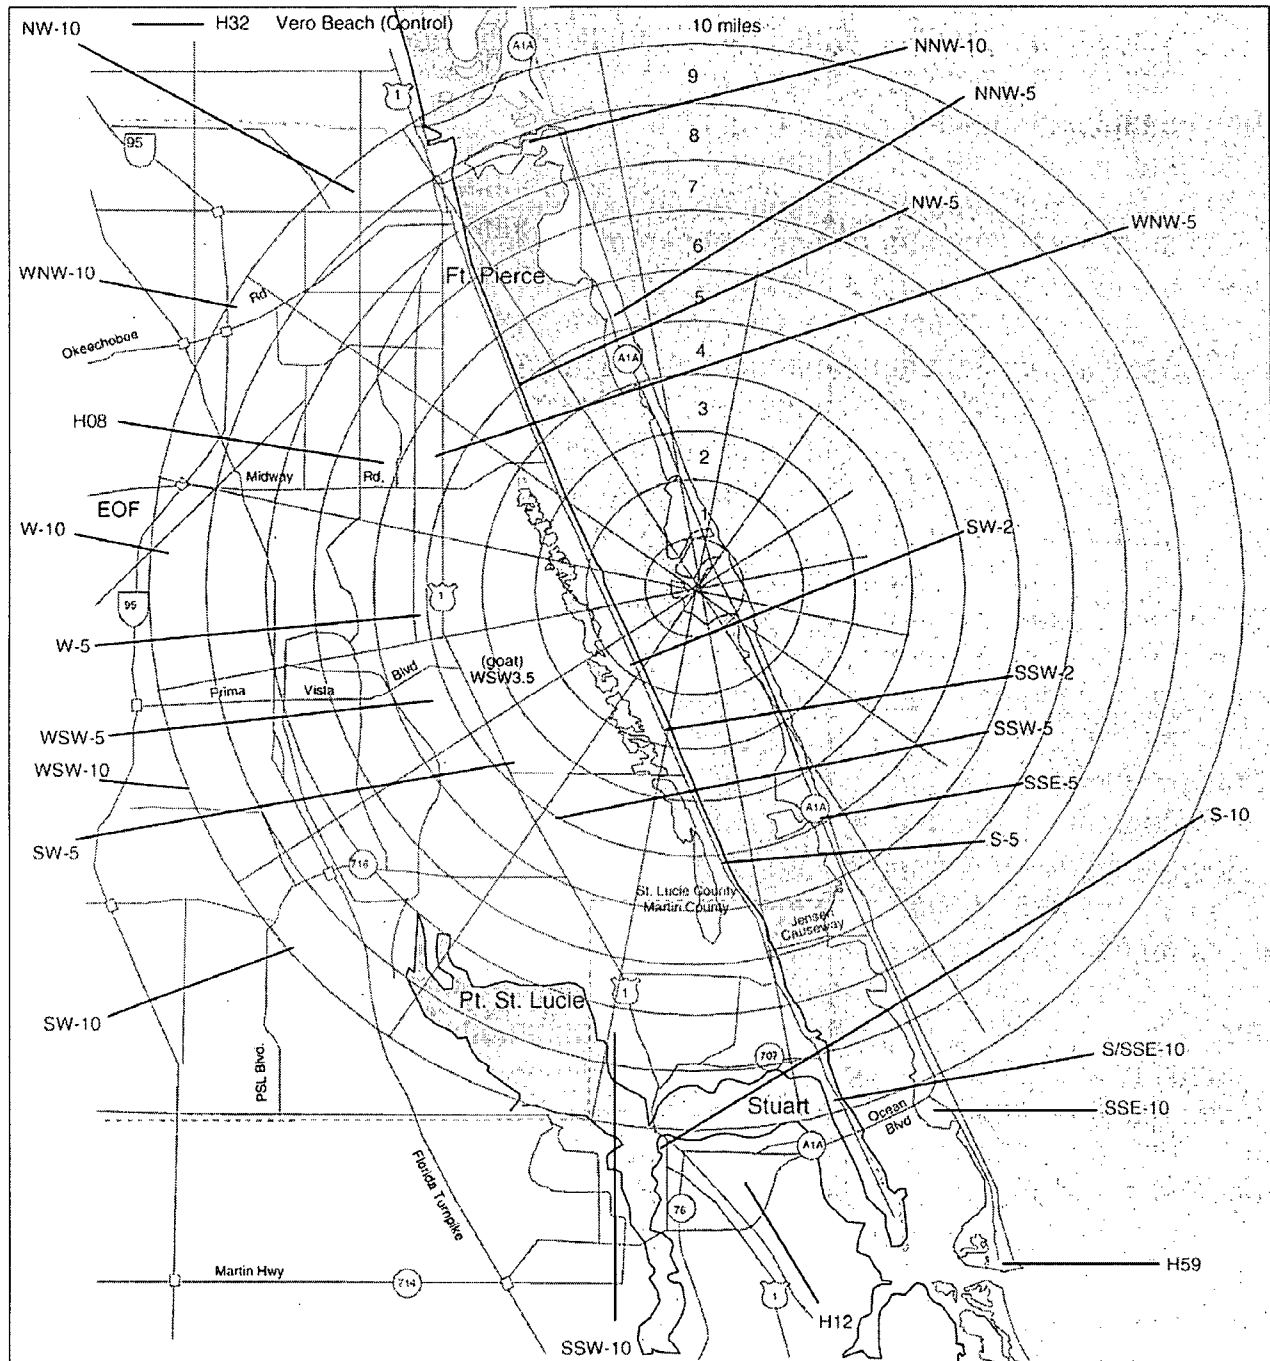 NW-10
H32 Vero Beach (Control)
10 miles
A1A
NNW-10
9
1
NNW-5
8
95
7
NW-5
6
WNW-5
WNW-10
Ft. Pierce
Rd
5
Okeechobee
A1A
4
3
H08
2
Midway Rd.
EOF
1
W-10
SW-2
95
1
W-5
(goat)
WSW3.5
Blvd
Prima Vista
SSW-2
WSW-5
SSW-5
WSW-10
SSE-5
A1A
S-10
S-5
SW-5
716
St. Lucie County
Martin County
Jensen
Causeway
Pt. St. Lucie
1
SW-10
PSL Blvd.
707
S/SSE-10
Stuart
Ocean
Blvd
SSE-10
A1A
Florida Turnpike
76
H59
Martin Hwy
714
1
H12
SSW-10